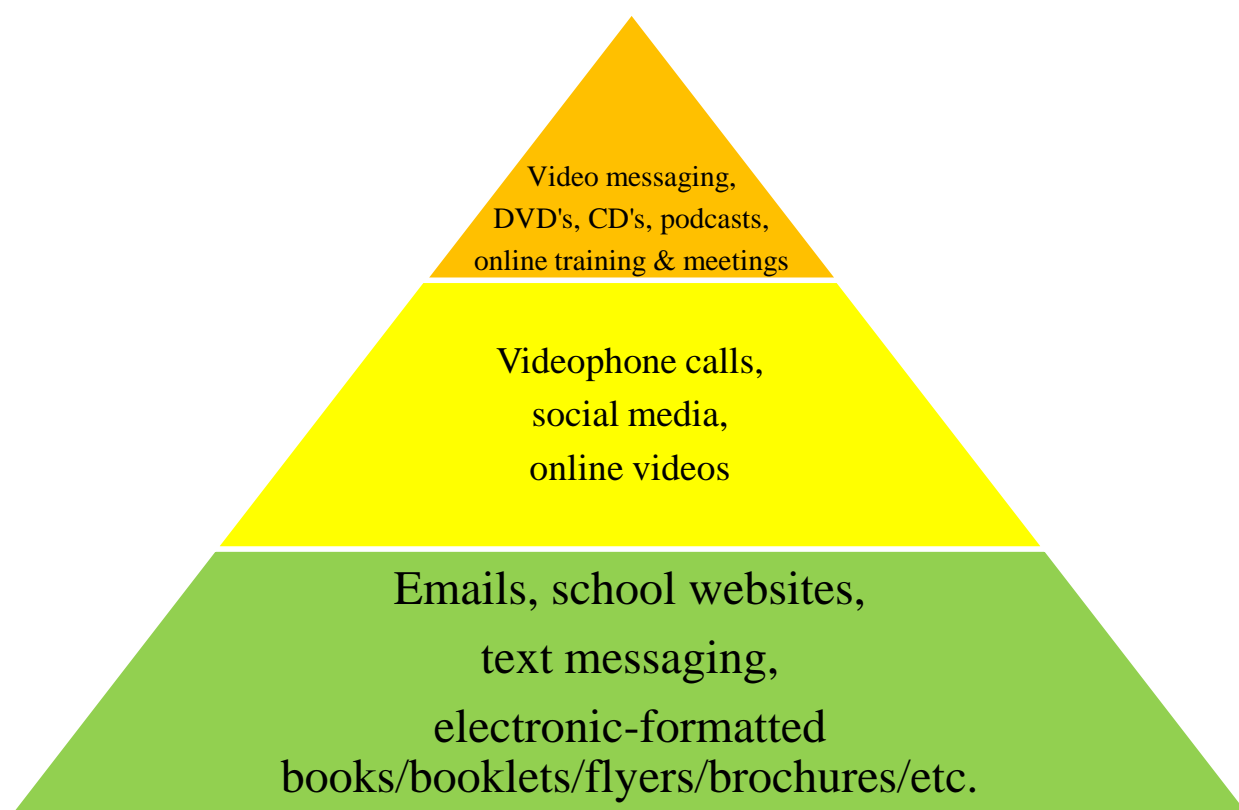 Video messaging,
DVD's, CD's, podcasts,
online training & meetings
Videophone calls,
social media,
online videos
Emails, school websites,
text messaging,
electronic-formatted
books/booklets/flyers/brochures/etc.